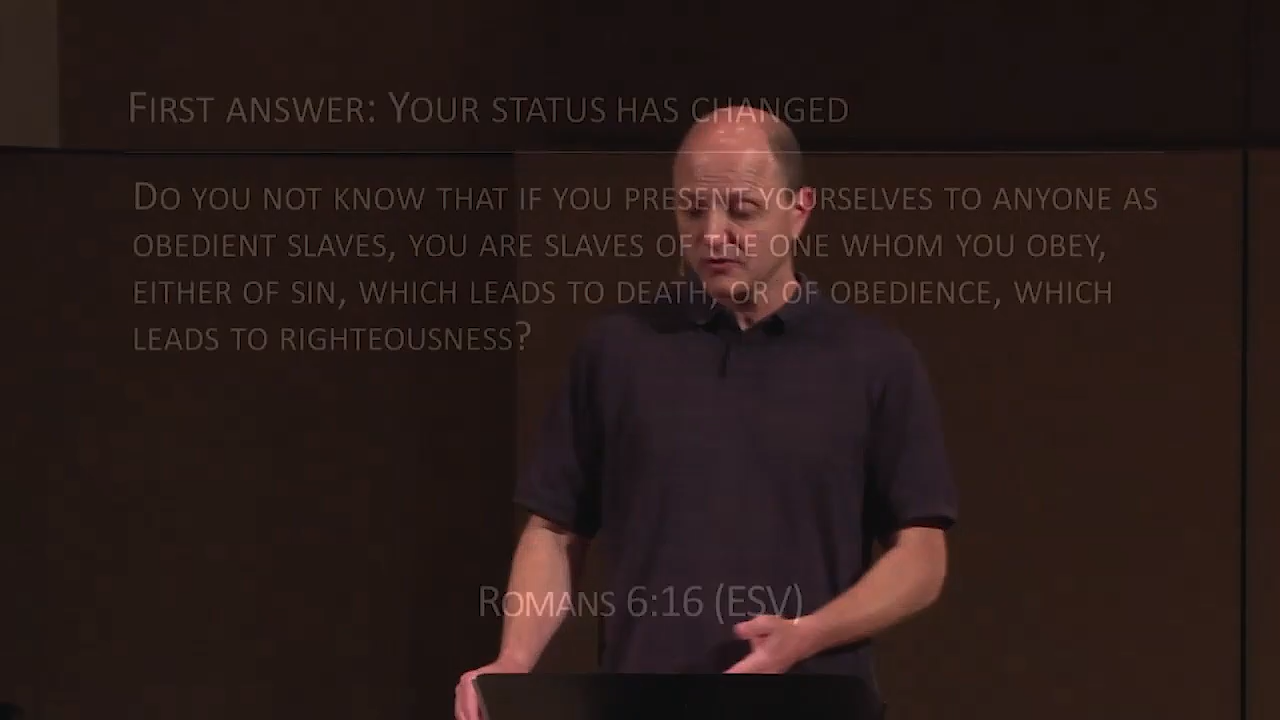 First answer: Your status has changed
Do you not know that if you present yourselves to anyone as
obedient slaves, you are slaves of the one whom you obey,
either of sin, which leads to death, or of obedience, which
leads to righteousness?
Romans 6:16 (ESV)